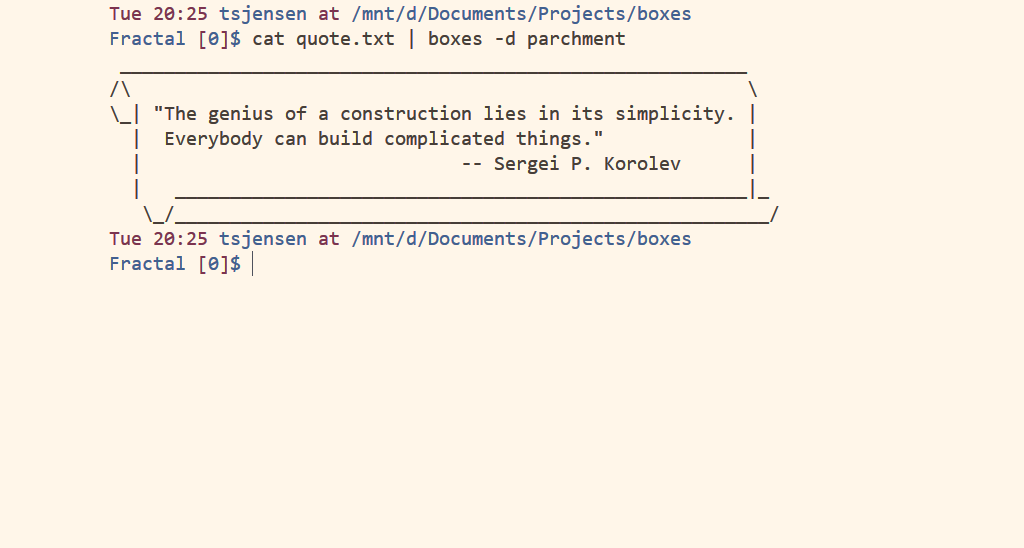 Tue 20:25 tsjensen at /mnt/d/Documents/Projects/boxes
Fractal [0]$ cat quote.txt | boxes -d parchment
 _________________________________________________________
/\                                                        \
\_| "The genius of a construction lies in its simplicity. |
  |  Everybody can build complicated things."             |
  |                             -- Sergei P. Korolev      |
  |   ____________________________________________________|_
   \_/______________________________________________________/
Tue 20:25 tsjensen at /mnt/d/Documents/Projects/boxes
Fractal [0]$